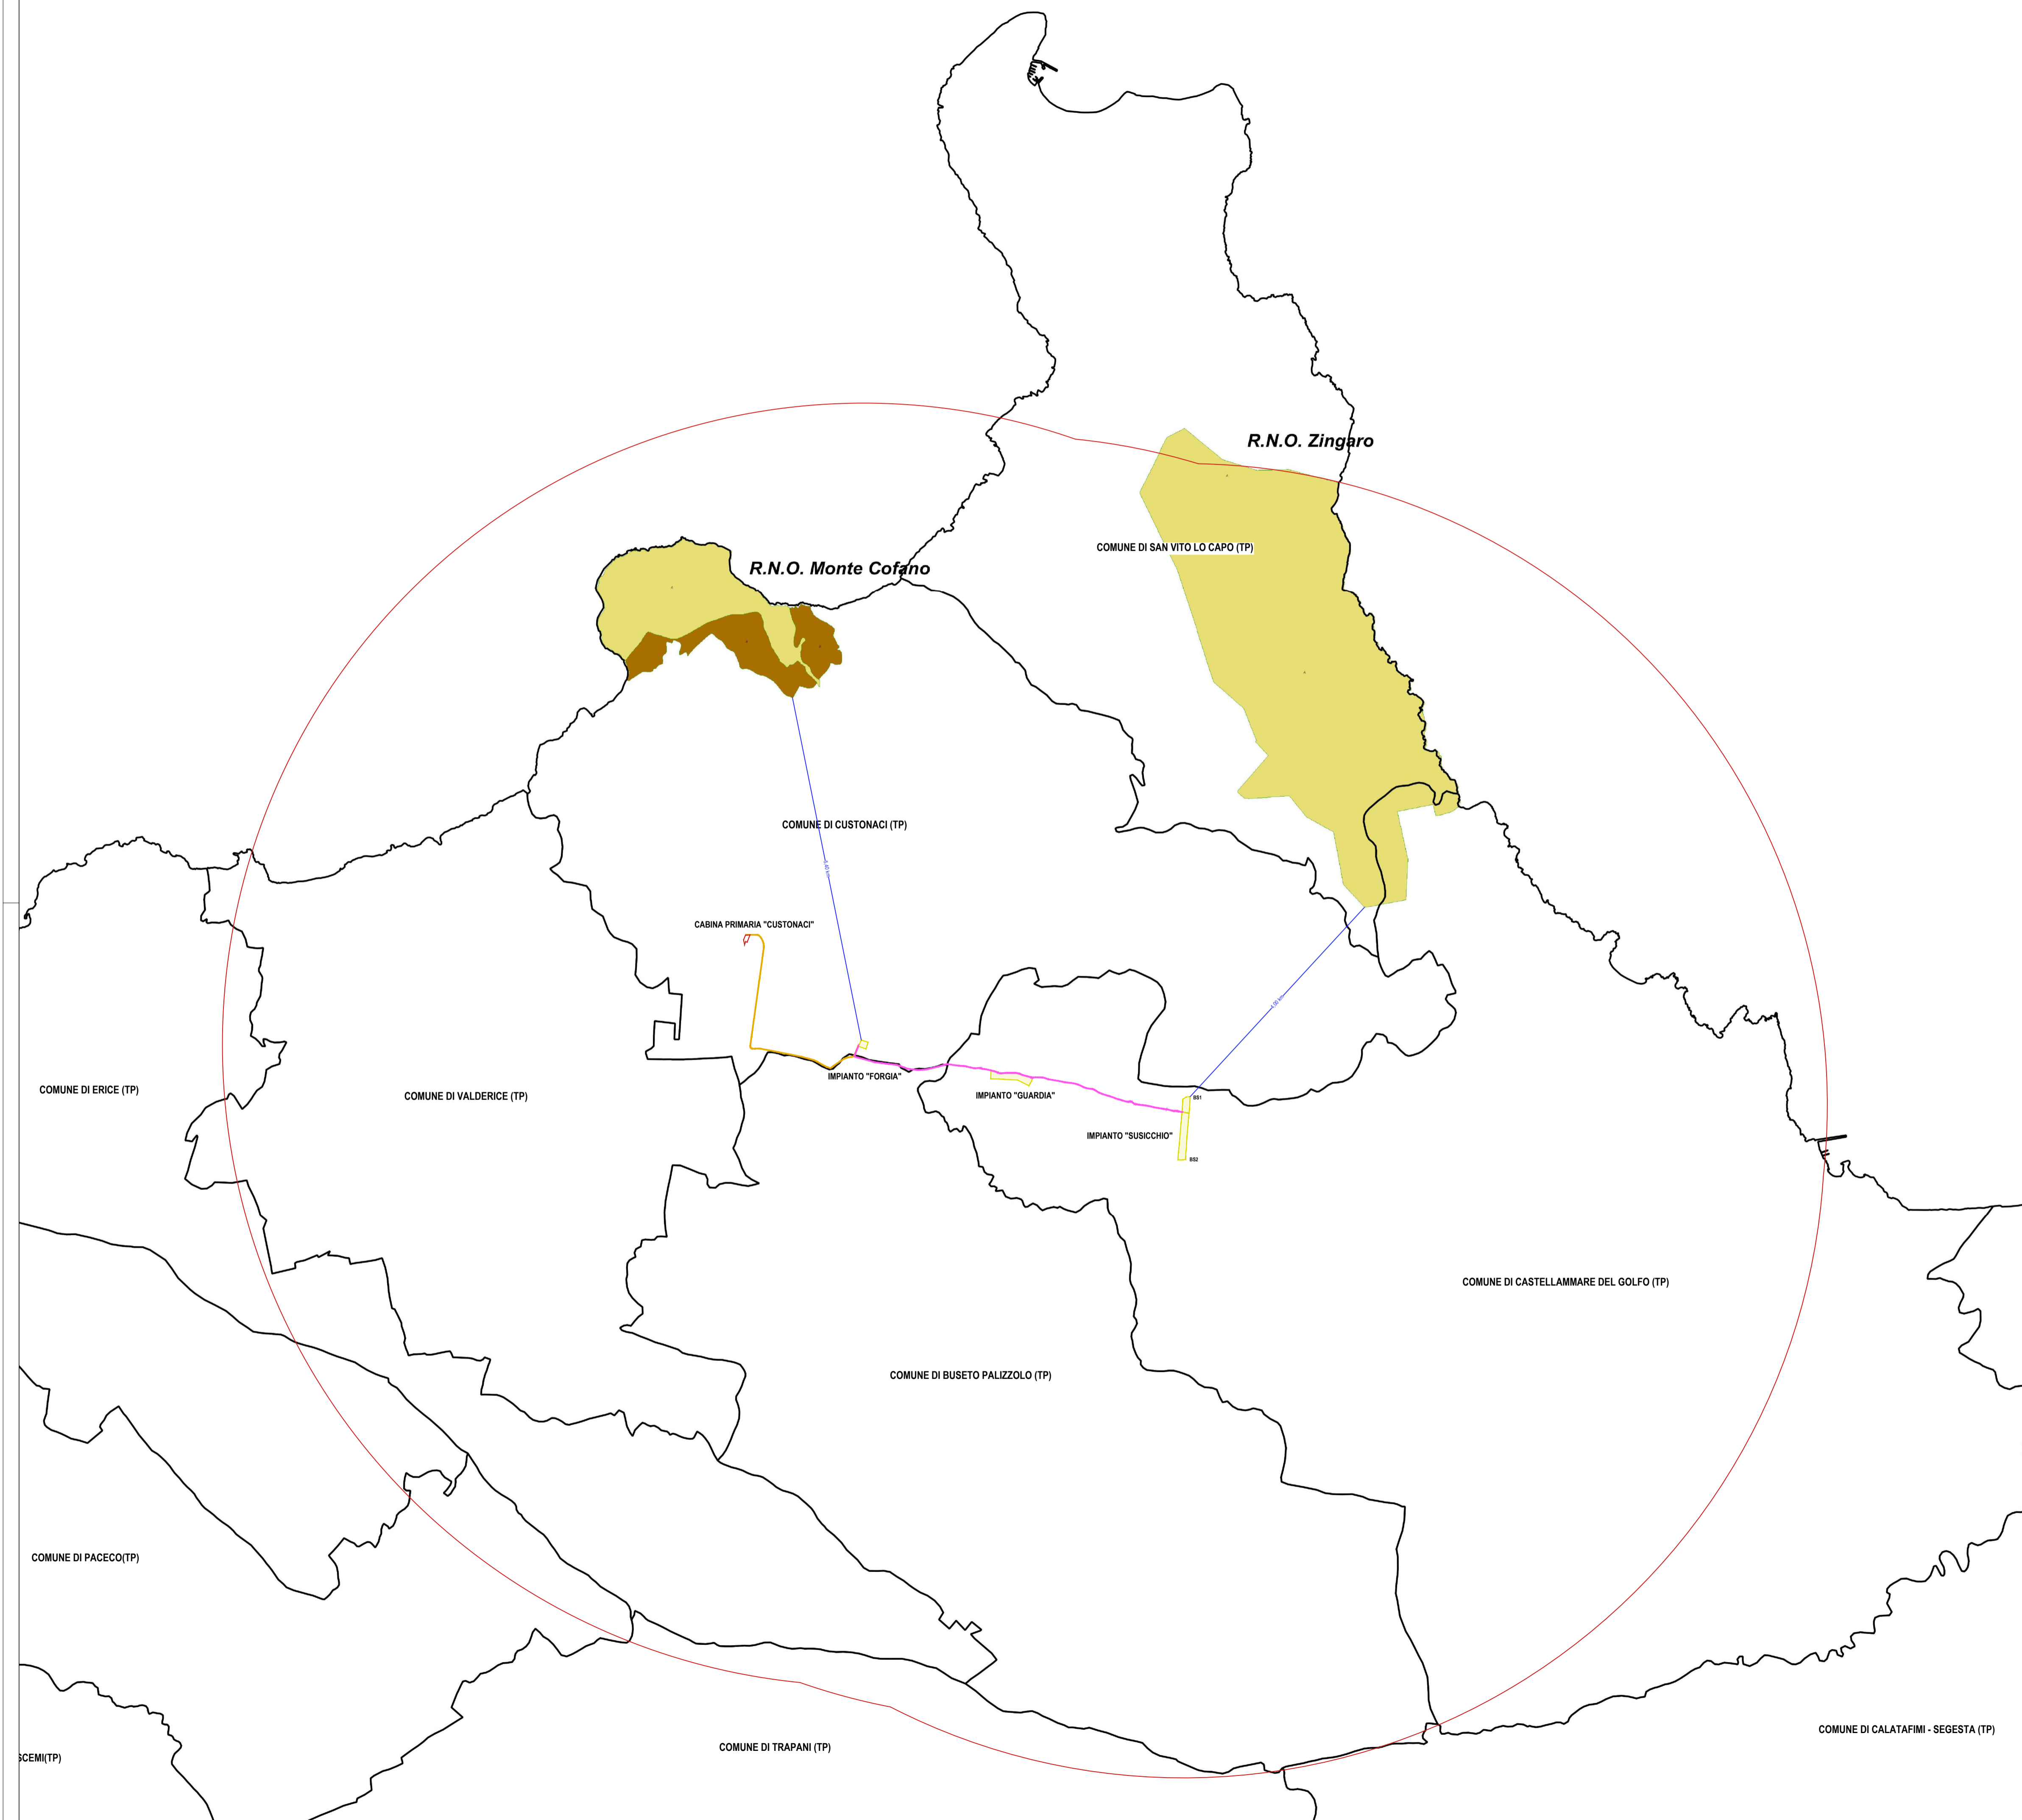 R.N.O. Zingaro
COMUNE DI SAN VITO LO CAPO (TP)
R.N.O. Monte Cofano
COMUNE DI CUSTONACI (TP)
CABINA PRIMARIA "CUSTONACI"
COMUNE DI ERICE (TP)
COMUNE DI VALDERICE (TP)
IMPIANTO "FORGIA"
IMPIANTO "GUARDIA"
BS1
IMPIANTO "SUSICCHIO"
BS2
COMUNE DI CASTELLAMMARE DEL GOLFO (TP)
COMUNE DI BUSETO PALIZZOLO (TP)
COMUNE DI PACECO(TP)
COMUNE DI CALATAFIMI - SEGESTA (TP)
COMUNE DI TRAPANI (TP)
SCEMI(TP)